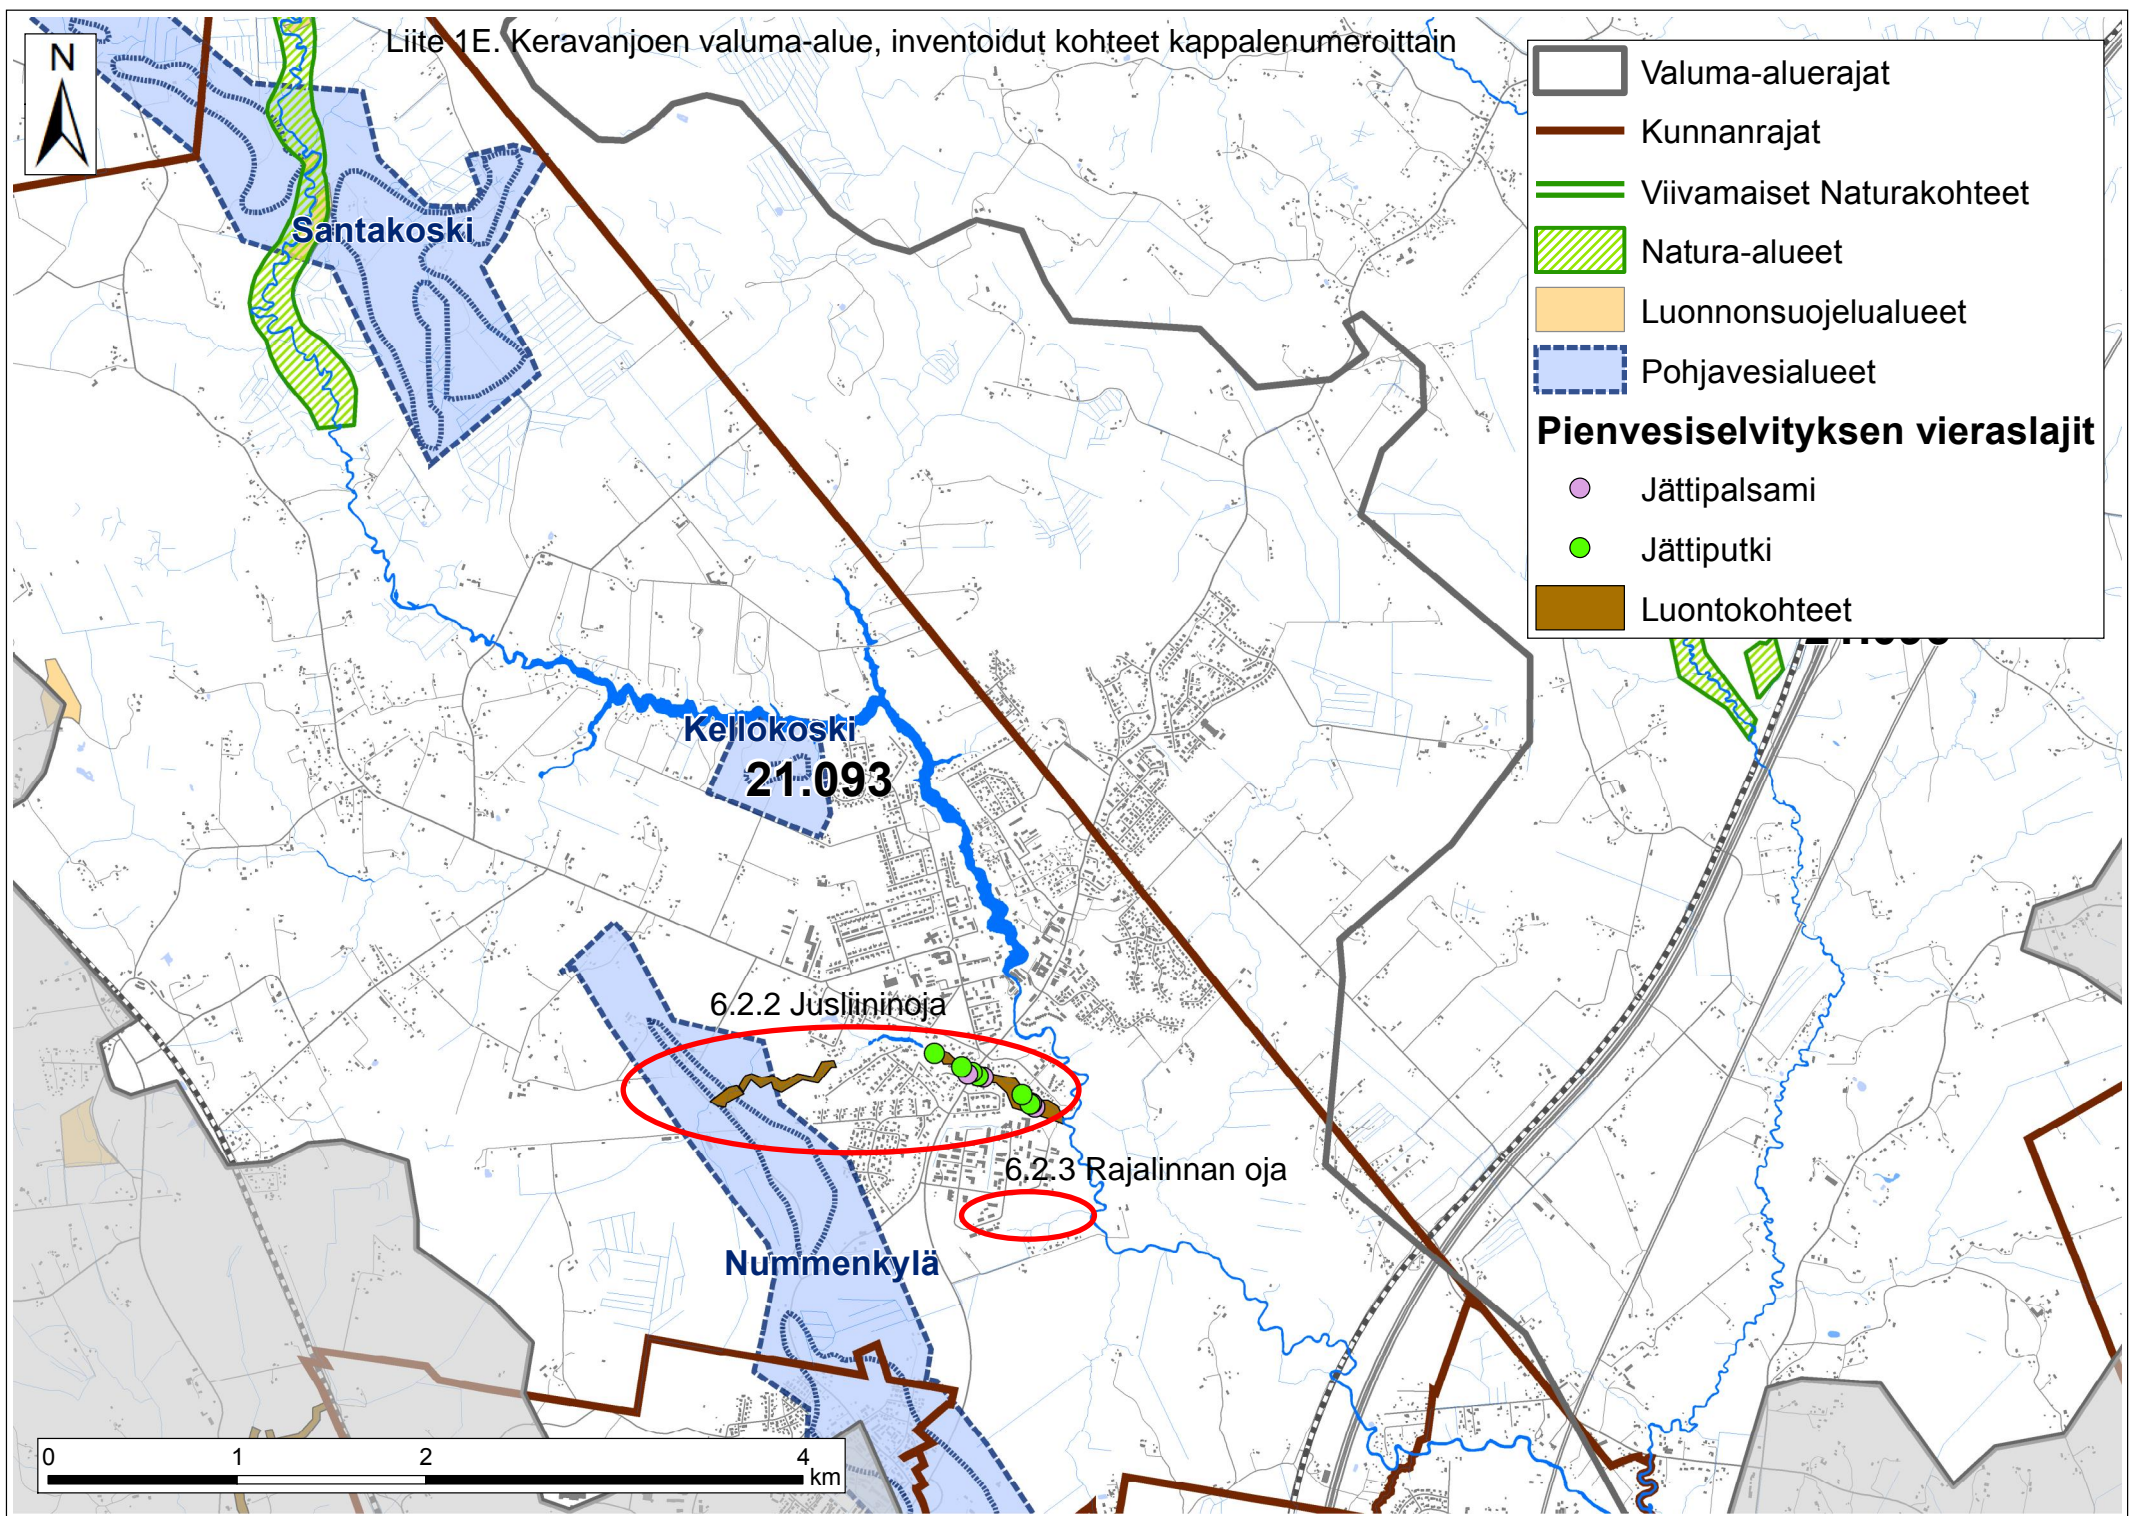 Liite 1E. Keravanjoen valuma-alue, inventoidut kohteet kappalenumeroittain
N
Valuma-aluerajat
Kunnanrajat
Viivamaiset Naturakohteet
Natura-alueet
Luonnonsuojelualueet
Pohjavesialueet
Pienvesiselvityksen vieraslajit
Jättipalsami
Jättiputki
Luontokohteet
Santakoski
Kellokoski
21.093
6.2.2 Jusliininoja
6.2.3 Rajalinnan oja
Nummenkylä
0 1 2 4
km